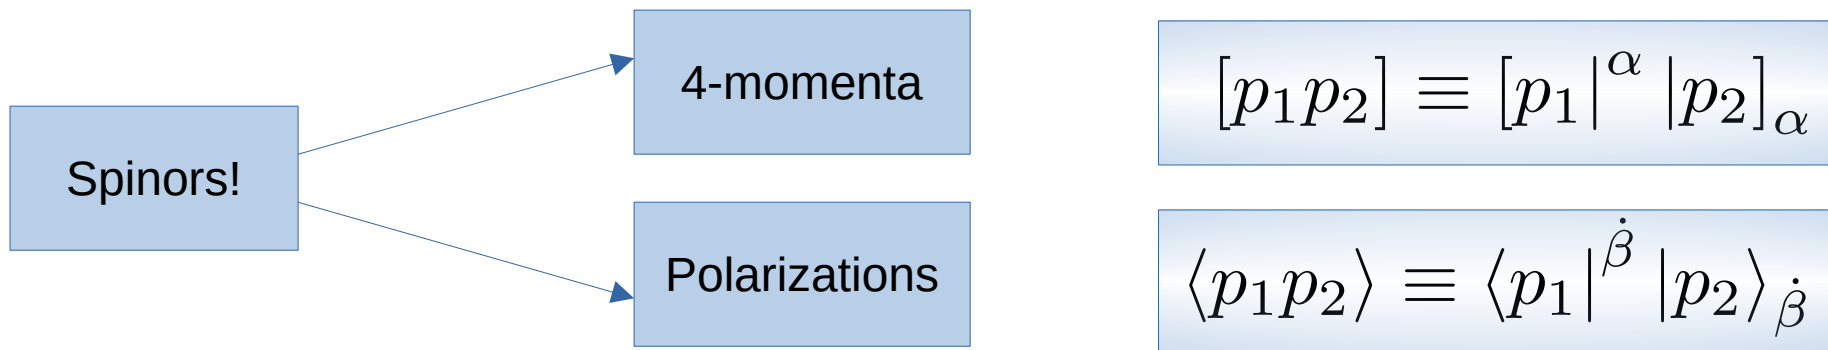 Spinors!
4-momenta
Polarizations
[p₁p₂] ≡ [p₁|^α |p₂]_α
⟨p₁p₂⟩ ≡ ⟨p₁|^β̇ |p₂⟩_β̇